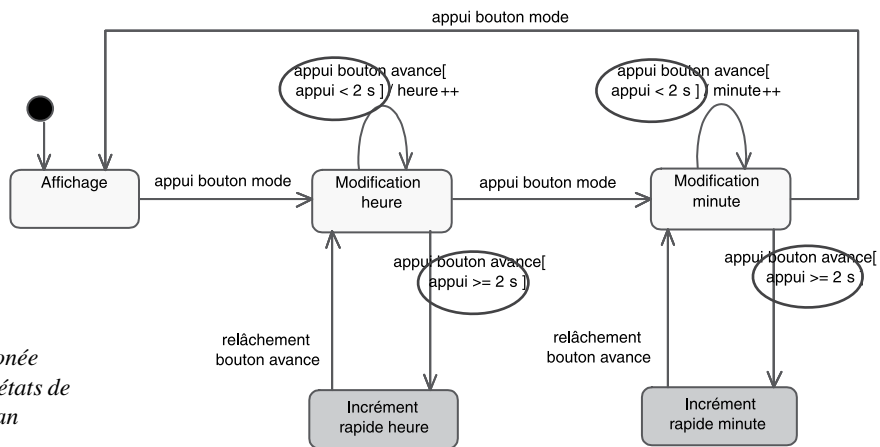 appui bouton mode
appui bouton avance[
appui < 2 s ] / heure ++
appui bouton avance[
appui < 2 s ] / minute ++
Affichage
appui bouton mode
Modification
heure
appui bouton mode
Modification
minute
appui bouton avance[
appui >= 2 s ]
appui bouton avance[
appui >= 2 s ]
relâchement
bouton avance
relâchement
bouton avance
onée
états de
an
Incrément
rapide heure
Incrément
rapide minute